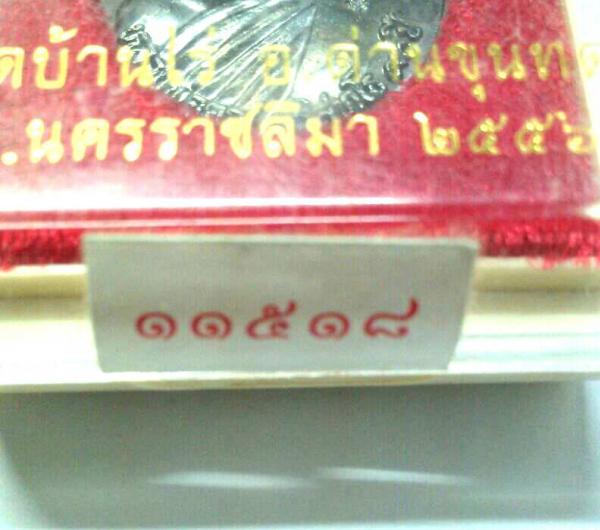 ดบ้านไร่ อ.ด่านขุนทด
.นครราชสิมา ๒๕๕๖
๑๑๕๑๘